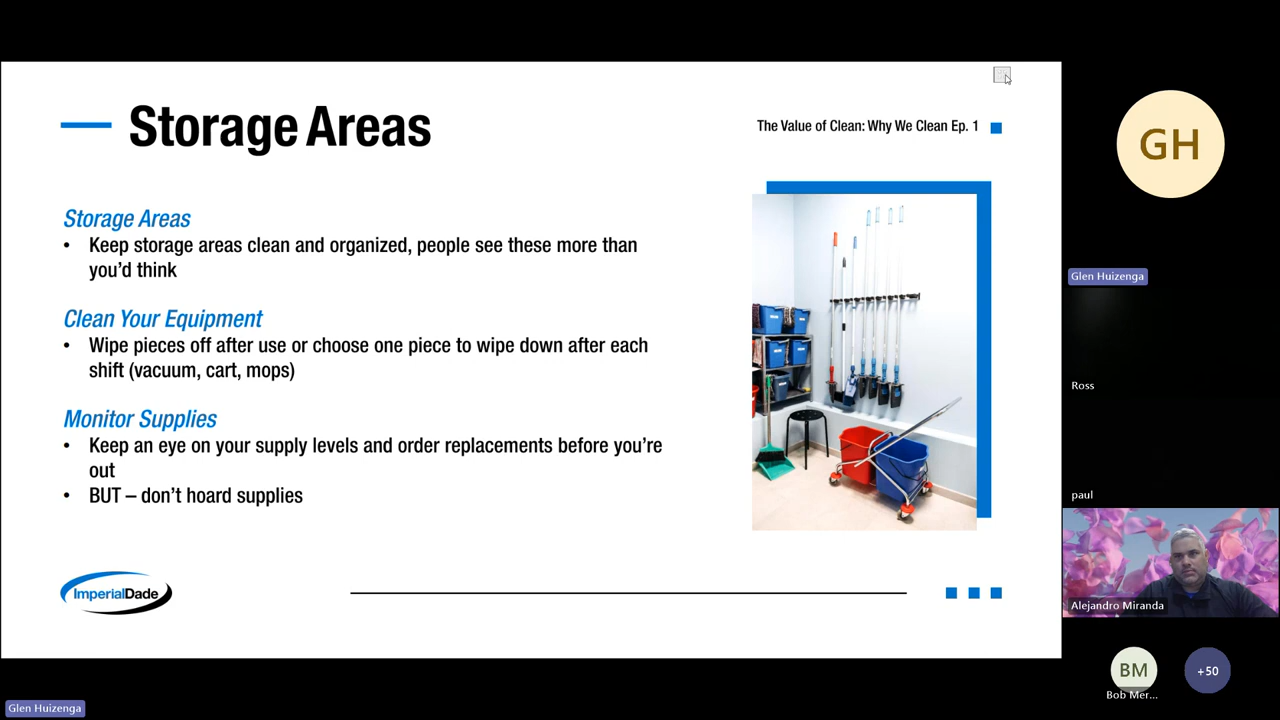 Storage Areas
The Value of Clean: Why We Clean Ep. 1
Storage Areas
• Keep storage areas clean and organized, people see these more than
you'd think
Clean Your Equipment
• Wipe pieces off after use or choose one piece to wipe down after each
shift (vacuum, cart, mops)
Monitor Supplies
• Keep an eye on your supply levels and order replacements before you're
out
• BUT – don't hoard supplies
ImperialDade
GH
Glen Huizenga
Ross
paul
Alejandro Miranda
BM
Bob Mer...
+50
Glen Huizenga